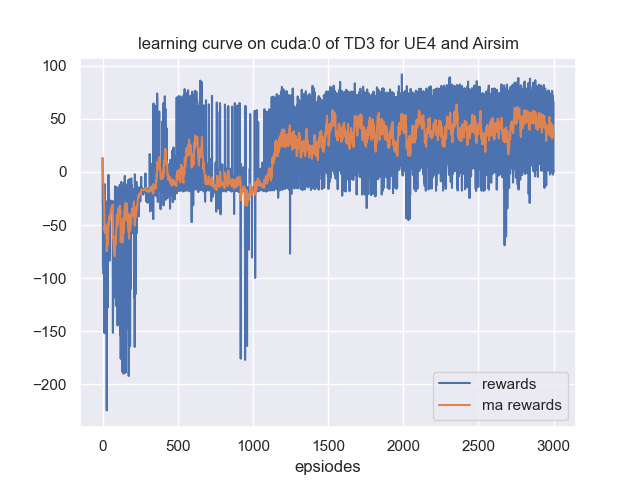 learning curve on cuda:0 of TD3 for UE4 and Airsim
100
50
0
−50
−100
−150
−200
0 500 1000 1500 2000 2500 3000
epsiodes
rewards
ma rewards